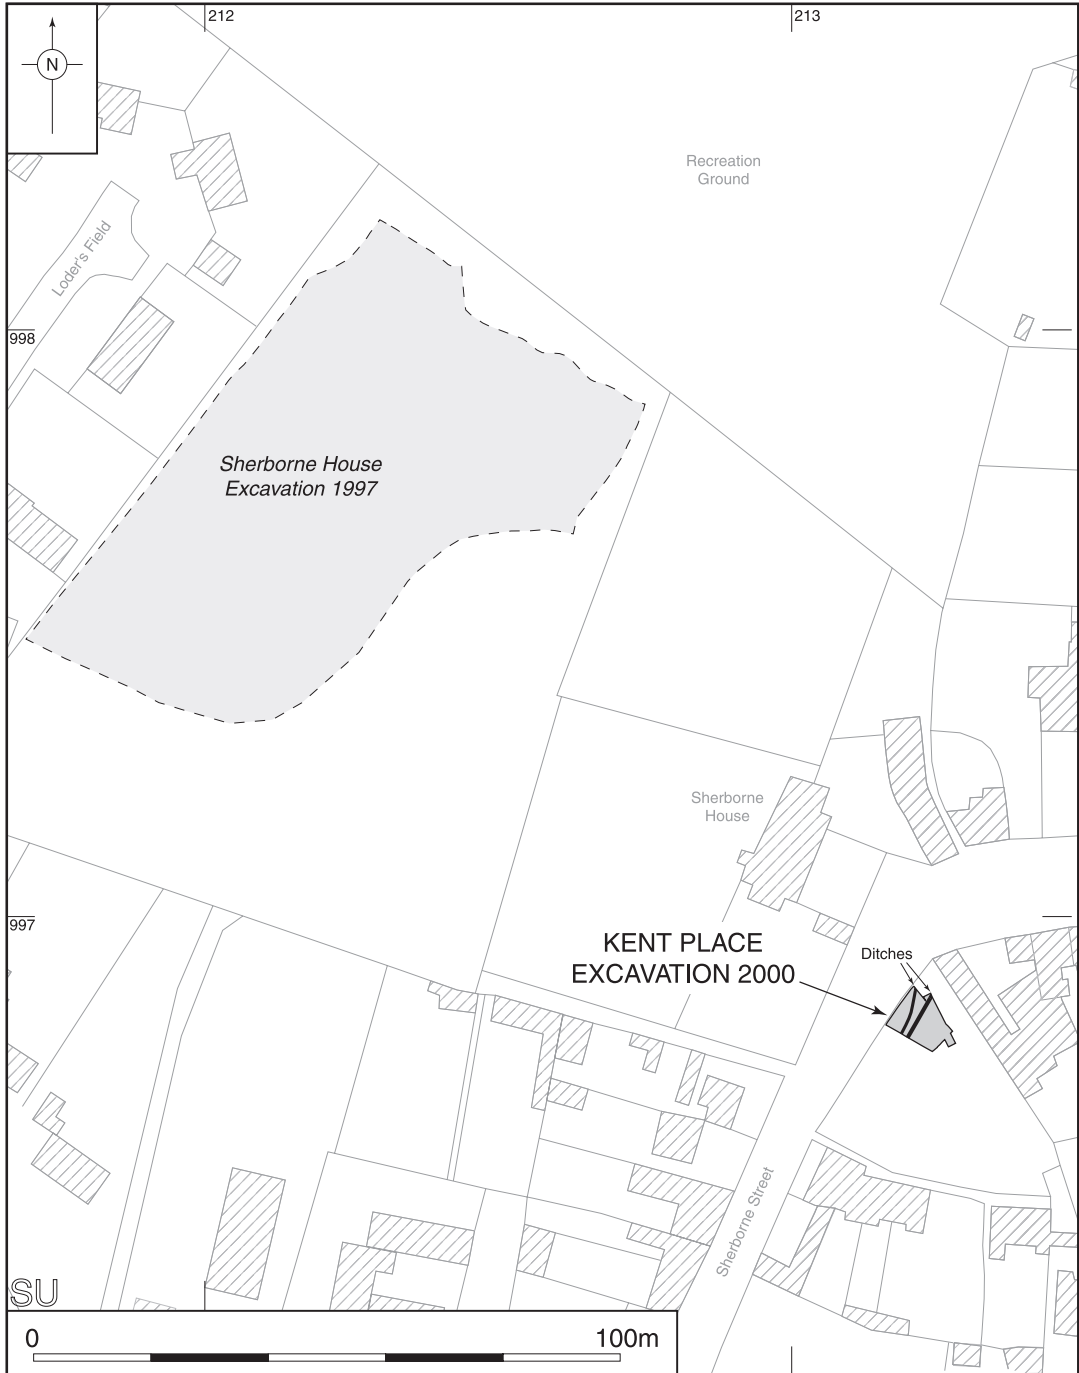 212
213
N
Recreation
Ground
Loder's Field
998
Sherborne House
Excavation 1997
Sherborne
House
997
KENT PLACE
EXCAVATION 2000
Ditches
Sherborne Street
SU
0
100m